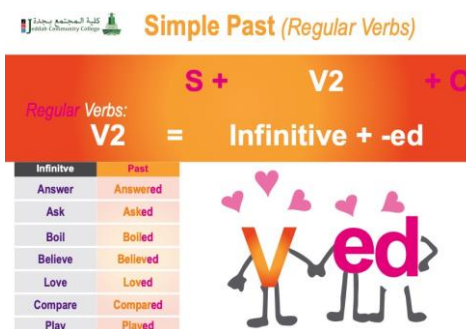 كلية المجتمع بجدة
Jeddah Community College
Simple Past (Regular Verbs)
S + V2 + C
Regular Verbs:
V2 = Infinitive + -ed
Infinitve Past
Answer Answered
Ask Asked
Boil Boiled
Believe Believed
Love Loved
Compare Compared
Play Played
V ed